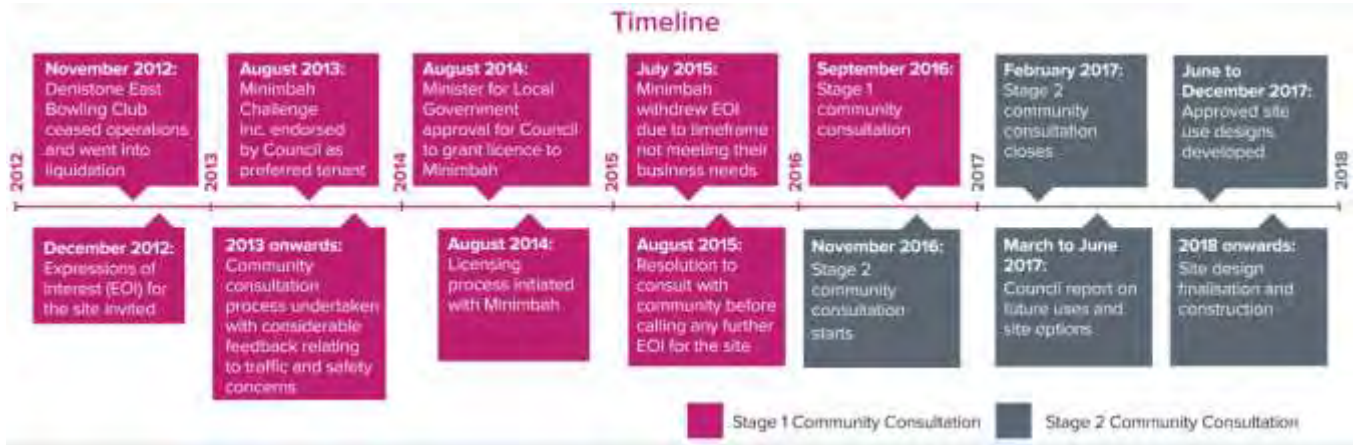 Timeline
November 2012:
Denistone East
Bowling Club
ceased operations
and went into
liquidation
August 2013:
Minimbah
Challenge
Inc. endorsed
by Council as
preferred tenant
August 2014:
Minister for Local
Government
approval for Council
to grant licence to
Minimbah
July 2015:
Minimbah
withdrew EOI
due to timeframe
not meeting their
business needs
September 2016:
Stage 1
community
consultation
February 2017:
Stage 2
community
consultation
closes
June to
December 2017:
Approved site
use designs
developed
2012
2013
2014
2015
2016
2017
2018
December 2012:
Expressions of
Interest (EOI) for
the site invited
2013 onwards:
Community
consultation
process undertaken
with considerable
feedback relating
to traffic and safety
concerns
August 2014:
Licensing
process initiated
with Minimbah
August 2015:
Resolution to
consult with
community before
calling any further
EOI for the site
November 2016:
Stage 2
community
consultation
starts
March to June
2017:
Council report on
future uses and
site options
2018 onwards:
Site design
finalisation and
construction
Stage 1 Community Consultation
Stage 2 Community Consultation